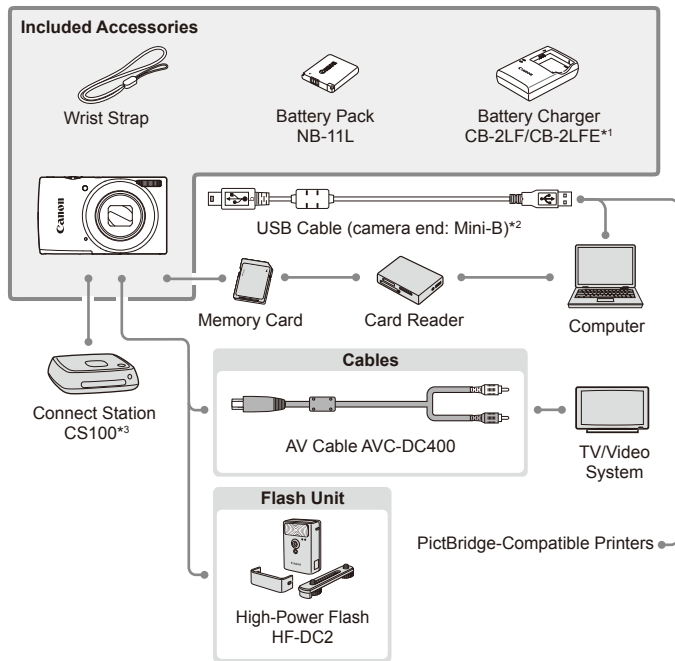 Included Accessories
Wrist Strap
Battery Pack
NB-11L
Battery Charger
CB-2LF/CB-2LFE*1
Canon
USB Cable (camera end: Mini-B)*2
Memory Card
Card Reader
Computer
Connect Station
CS100*3
Cables
AV Cable AVC-DC400
TV/Video
System
Flash Unit
High-Power Flash
HF-DC2
PictBridge-Compatible Printers